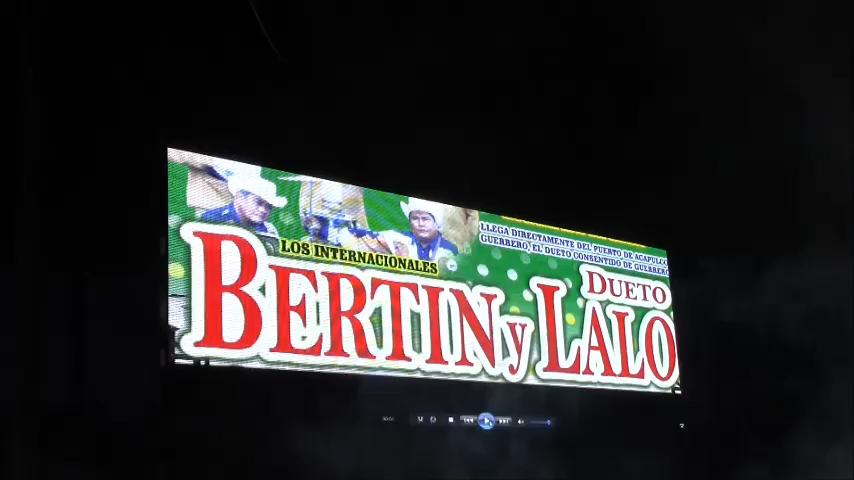 LLEGA DIRECTAMENTE DEL PUERTO DE ACAPULCO
GUERRERO, EL DUETO CONSENTIDO DE GUERRERO
LOS INTERNACIONALES
DUETO
BERTIN y LALO